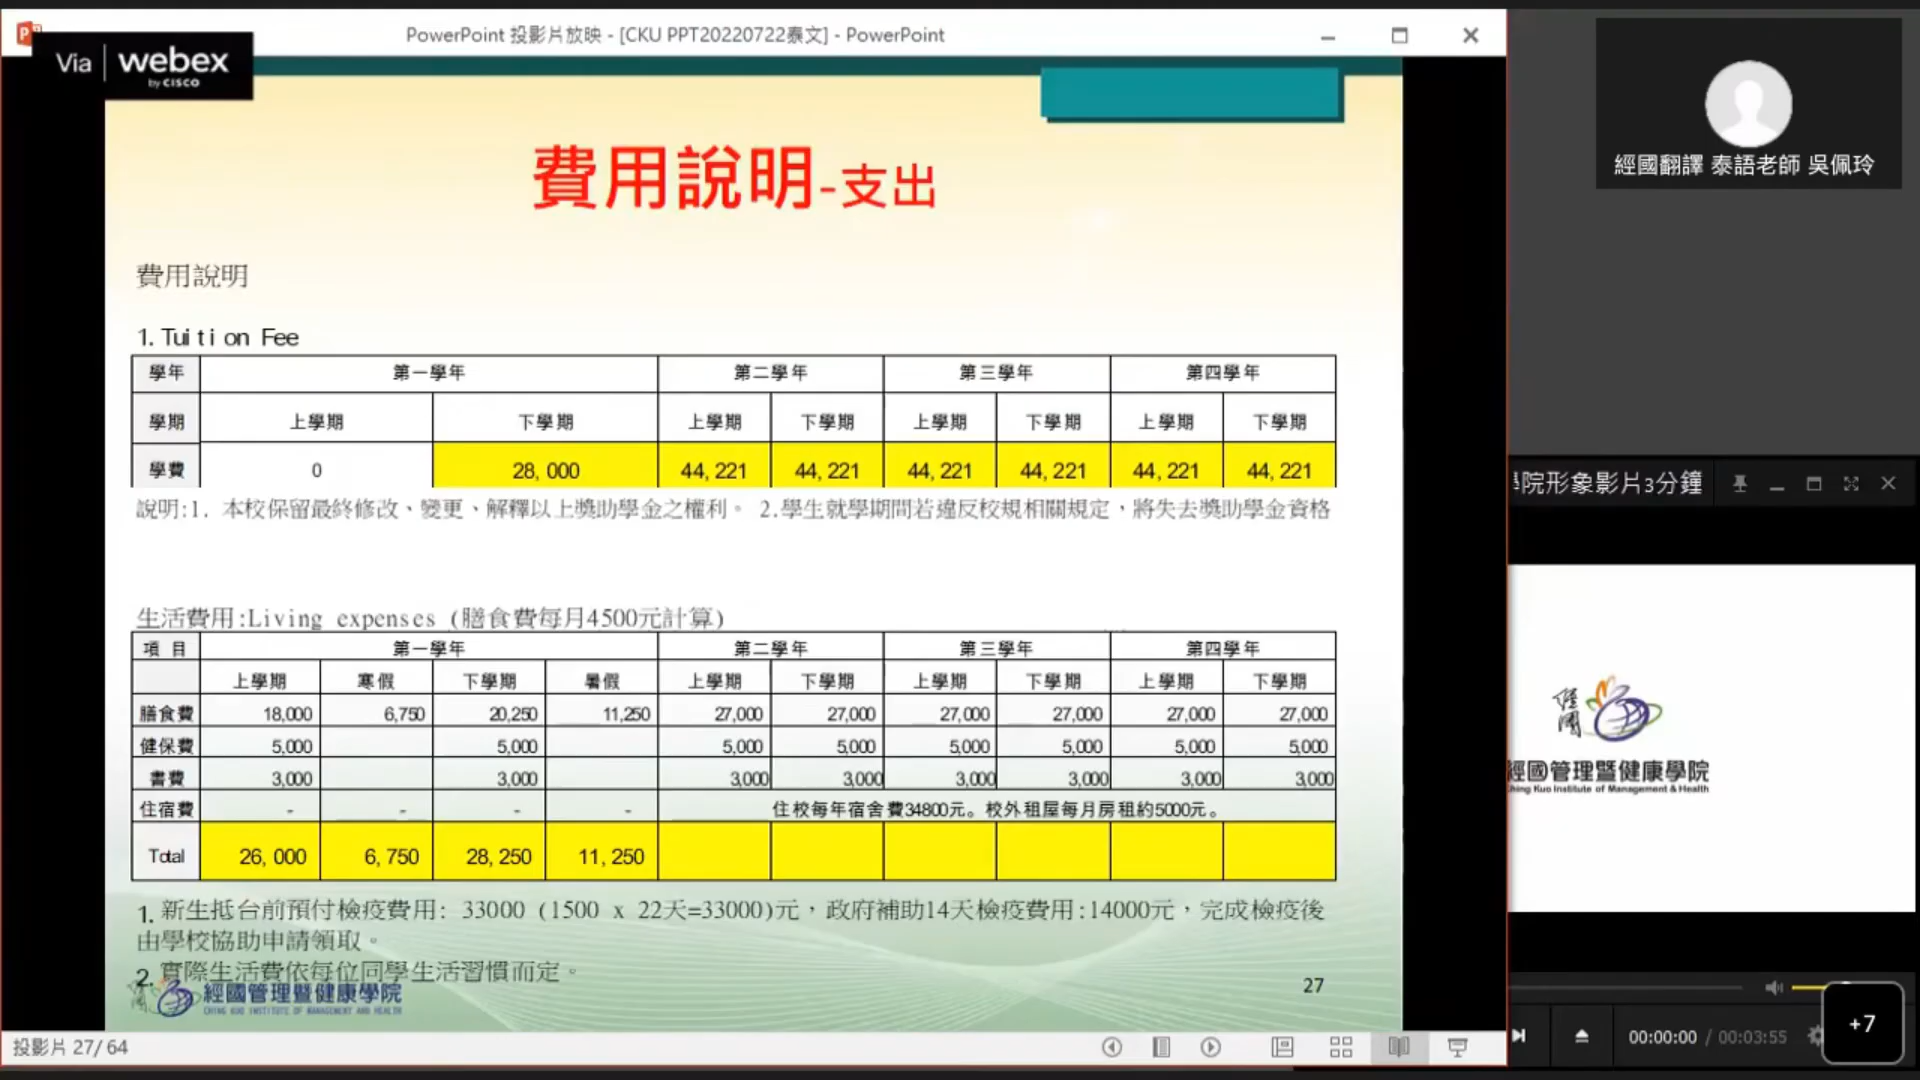 PowerPoint 投影片放映 - [CKU PPT20220722泰文] - PowerPoint
Via webex by CISCO
費用說明-支出
費用說明
1. Tuition Fee
學年 第一學年 第二學年 第三學年 第四學年
學期 上學期 下學期 上學期 下學期 上學期 下學期 上學期 下學期
學費 0 28,000 44,221 44,221 44,221 44,221 44,221 44,221
說明:1. 本校保留最終修改、變更、解釋以上獎助學金之權利。 2.學生就學期間若違反校規相關規定，將失去獎助學金資格
生活費用:Living expenses (膳食費每月4500元計算)
項目 第一學年 第二學年 第三學年 第四學年
上學期 寒假 下學期 暑假 上學期 下學期 上學期 下學期 上學期 下學期
膳食費 18,000 6,750 20,250 11,250 27,000 27,000 27,000 27,000 27,000 27,000
健保費 5,000 5,000 5,000 5,000 5,000 5,000 5,000 5,000
書費 3,000 3,000 3,000 3,000 3,000 3,000 3,000 3,000
住宿費 - - - - 住校每年宿舍費34800元。校外租屋每月房租約5000元。
Total 26,000 6,750 28,250 11,250
1. 新生抵台前預付檢疫費用: 33000 (1500 x 22天=33000)元，政府補助14天檢疫費用:14000元，完成檢疫後
由學校協助申請領取。
2. 實際生活費依每位同學生活習慣而定。
經國管理暨健康學院
CHING KUO INSTITUTE OF MANAGEMENT AND HEALTH
27
投影片 27/ 64
經國翻譯 泰語老師 吳佩玲
學院形象影片3分鐘
經國
經國管理暨健康學院
Ching Kuo Institute of Management & Health
00:00:00 / 00:03:55
+7